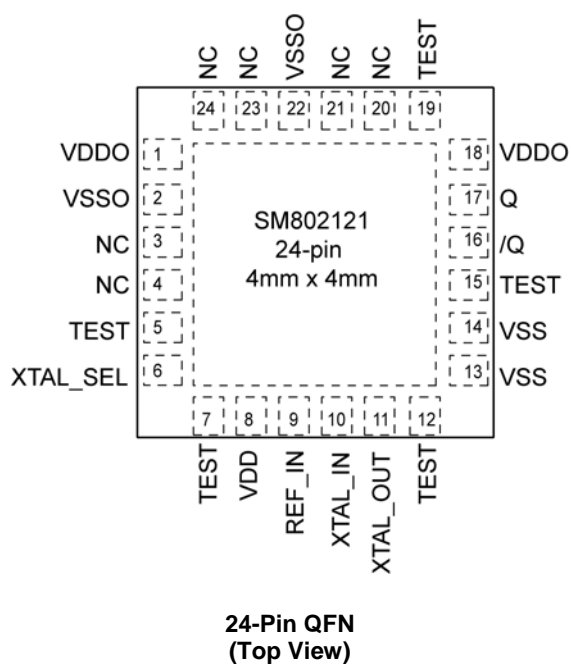 NC
NC
VSSO
NC
NC
TEST
24
23
22
21
20
19
VDDO 1
VSSO 2
NC 3
NC 4
TEST 5
XTAL_SEL 6
SM802121
24-pin
4mm x 4mm
18 VDDO
17 Q
16 /Q
15 TEST
14 VSS
13 VSS
7
8
9
10
11
12
TEST
VDD
REF_IN
XTAL_IN
XTAL_OUT
TEST
24-Pin QFN
(Top View)